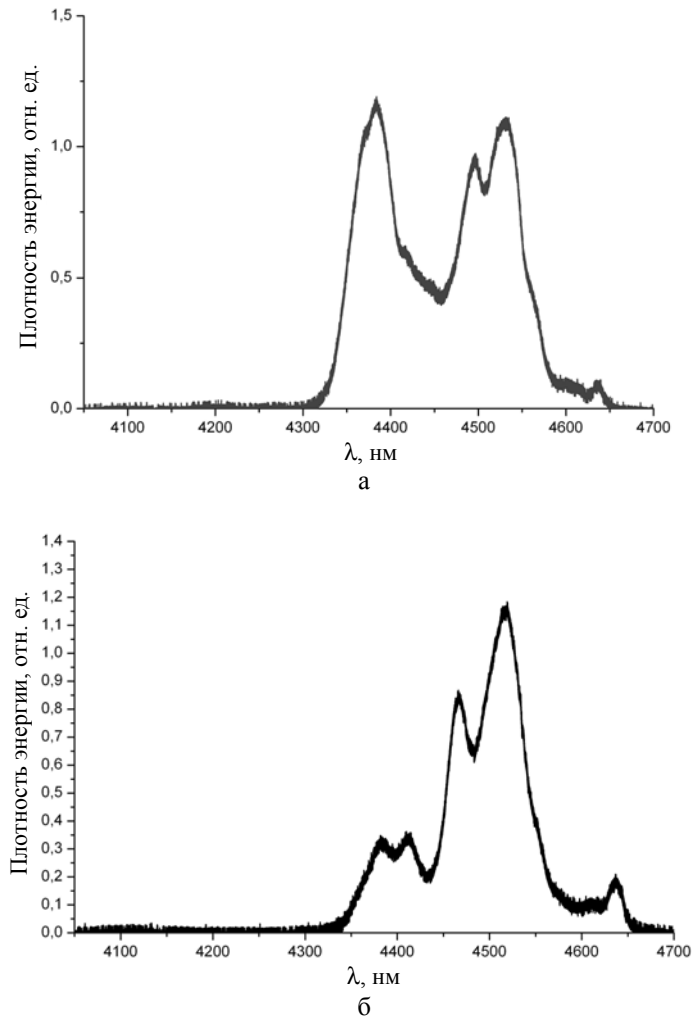 1,5
1,0
0,5
0,0
Плотность энергии, отн. ед.
4100 4200 4300 4400 4500 4600 4700
λ, нм
а
1,4
1,3
1,2
1,1
1,0
0,9
0,8
0,7
0,6
0,5
0,4
0,3
0,2
0,1
0,0
Плотность энергии, отн. ед.
4100 4200 4300 4400 4500 4600 4700
λ, нм
б